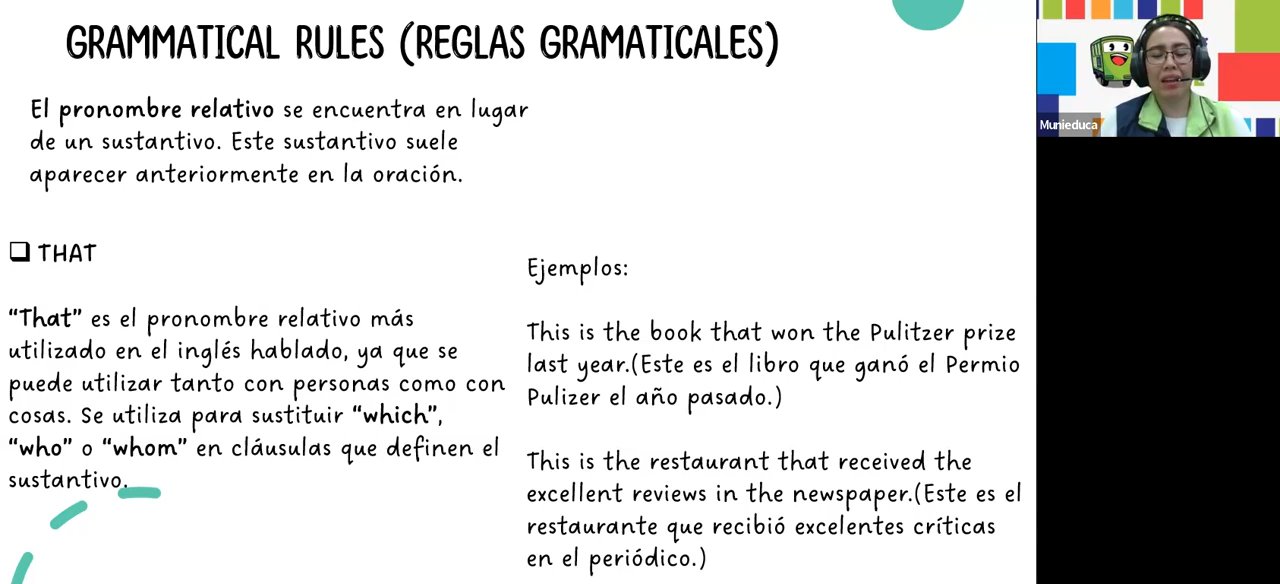 GRAMMATICAL RULES (REGLAS GRAMATICALES)
El pronombre relativo se encuentra en lugar
de un sustantivo. Este sustantivo suele
aparecer anteriormente en la oración.
THAT
“That” es el pronombre relativo más
utilizado en el inglés hablado, ya que se
puede utilizar tanto con personas como con
cosas. Se utiliza para sustituir “which”,
“who” o “whom” en cláusulas que definen el
sustantivo.
Ejemplos:
This is the book that won the Pulitzer prize
last year.(Este es el libro que ganó el Permio
Pulizer el año pasado.)
This is the restaurant that received the
excellent reviews in the newspaper.(Este es el
restaurante que recibió excelentes críticas
en el periódico.)
Munieduca